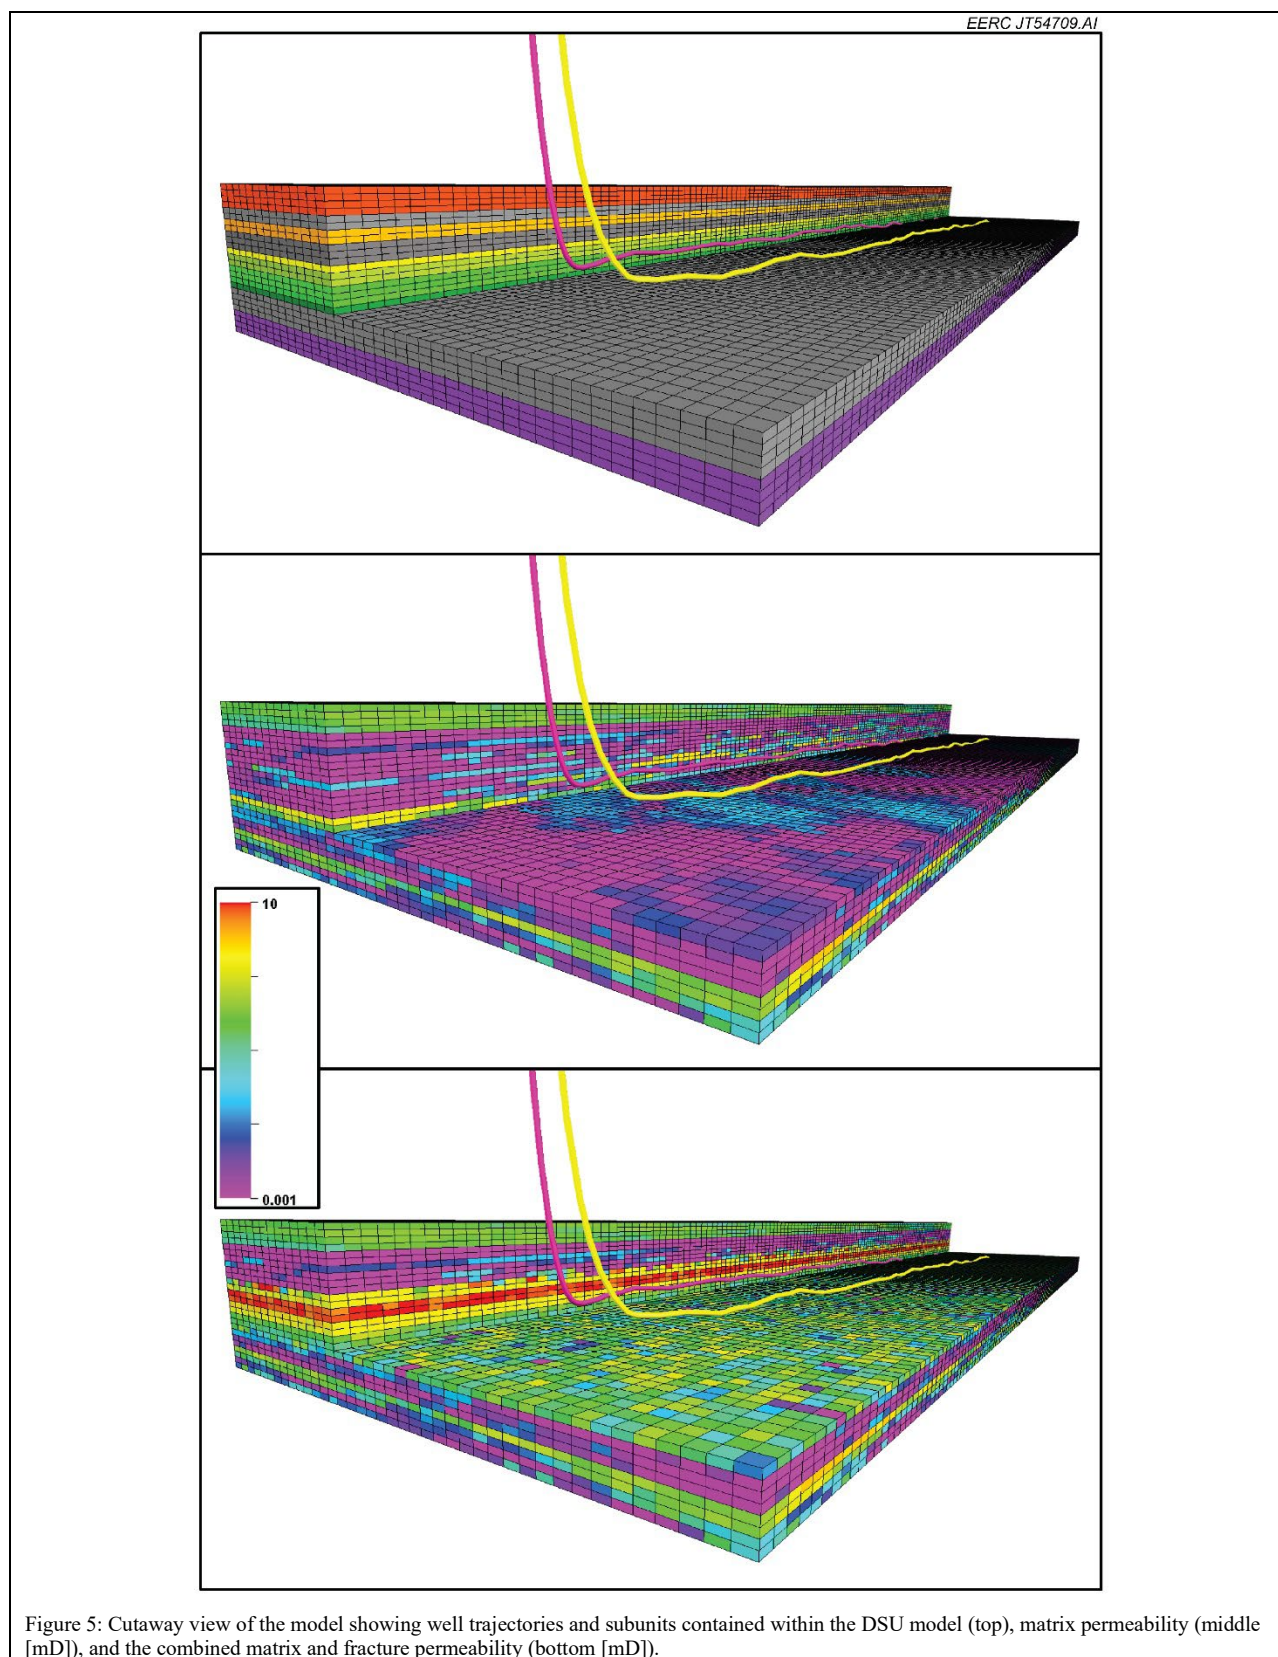 EERC JT54709.AI
10
0.001
Figure 5: Cutaway view of the model showing well trajectories and subunits contained within the DSU model (top), matrix permeability (middle
[mD]), and the combined matrix and fracture permeability (bottom [mD]).